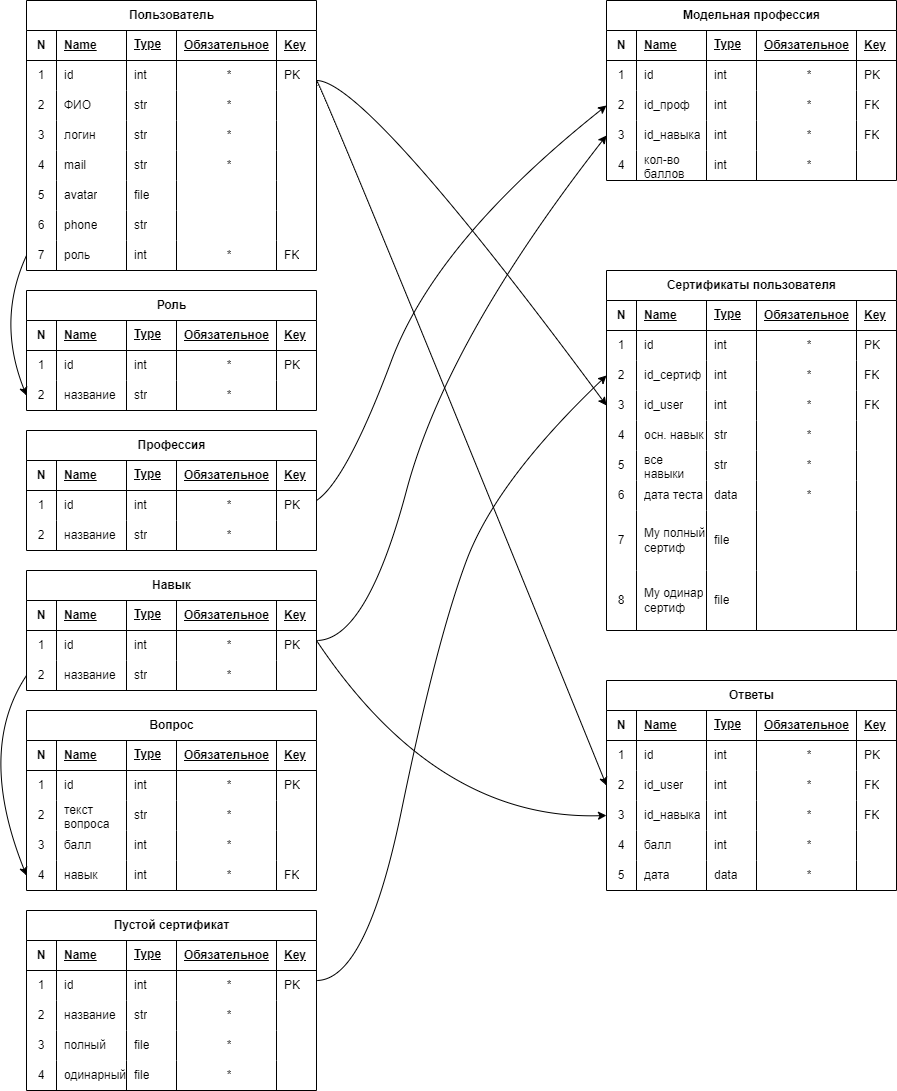 Пользователь
N Name Type Обязательное Key
1 id int * PK
2 ФИО str *
3 логин str *
4 mail str *
5 avatar file
6 phone str
7 роль int * FK
Роль
N Name Type Обязательное Key
1 id int * PK
2 название str *
Профессия
N Name Type Обязательное Key
1 id int * PK
2 название str *
Навык
N Name Type Обязательное Key
1 id int * PK
2 название str *
Вопрос
N Name Type Обязательное Key
1 id int * PK
2 текст str *
вопроса
3 балл int *
4 навык int * FK
Пустой сертификат
N Name Type Обязательное Key
1 id int * PK
2 название str *
3 полный file *
4 одинарный file *
Модельная профессия
N Name Type Обязательное Key
1 id int * PK
2 id_проф int * FK
3 id_навыка int * FK
4 кол-во int *
баллов
Сертификаты пользователя
N Name Type Обязательное Key
1 id int * PK
2 id_сертиф int * FK
3 id_user int * FK
4 осн. навык str *
5 все str *
навыки
6 дата теста data *
7 My полный file
сертиф
8 My одинар file
сертиф
Ответы
N Name Type Обязательное Key
1 id int * PK
2 id_user int * FK
3 id_навыка int * FK
4 балл int *
5 дата data *